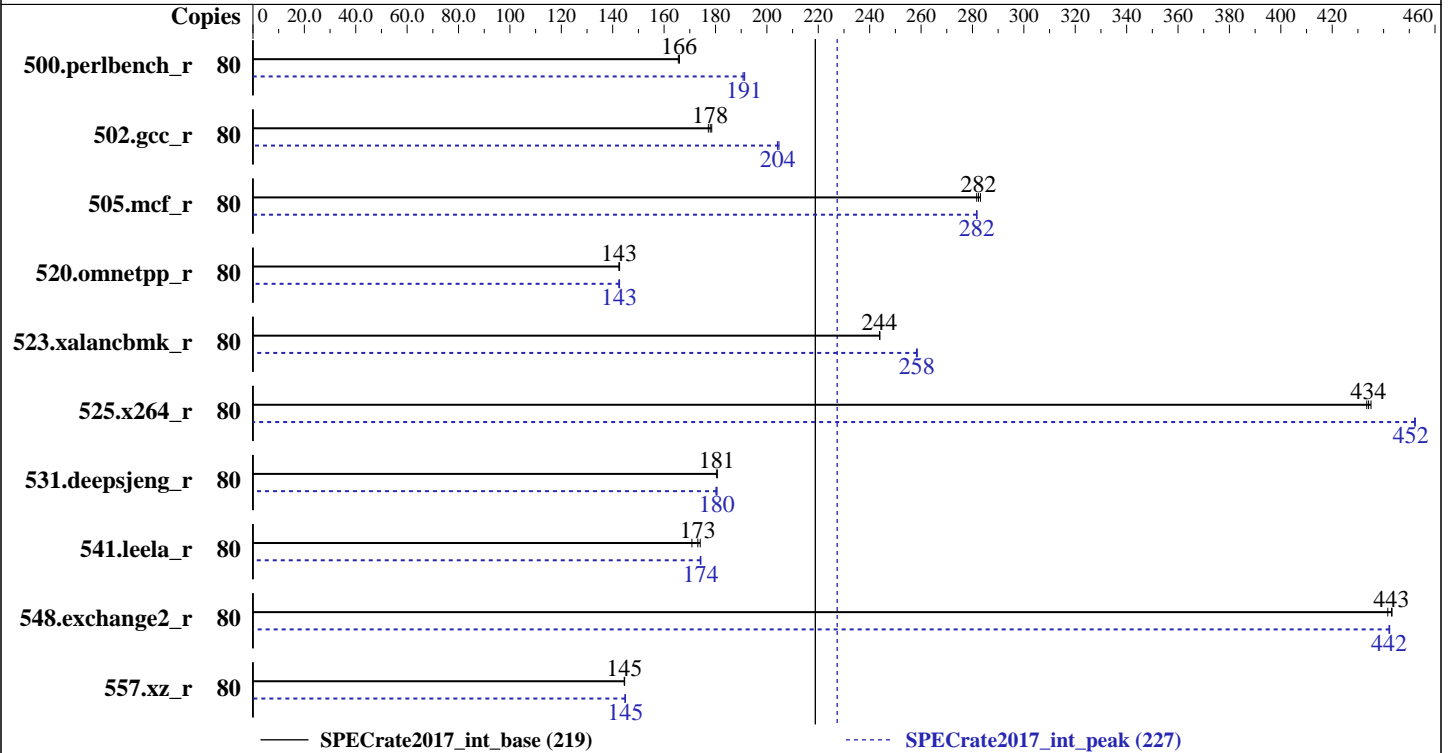 Copies 0 20.0 40.0 60.0 80.0 100 120 140 160 180 200 220 240 260 280 300 320 340 360 380 400 420 460
166
500.perlbench_r 80
191
178
502.gcc_r 80
204
282
505.mcf_r 80
282
143
520.omnetpp_r 80
143
244
523.xalancbmk_r 80
258
434
525.x264_r 80
452
181
531.deepsjeng_r 80
180
173
541.leela_r 80
174
443
548.exchange2_r 80
442
145
557.xz_r 80
145
SPECrate2017_int_base (219) SPECrate2017_int_peak (227)